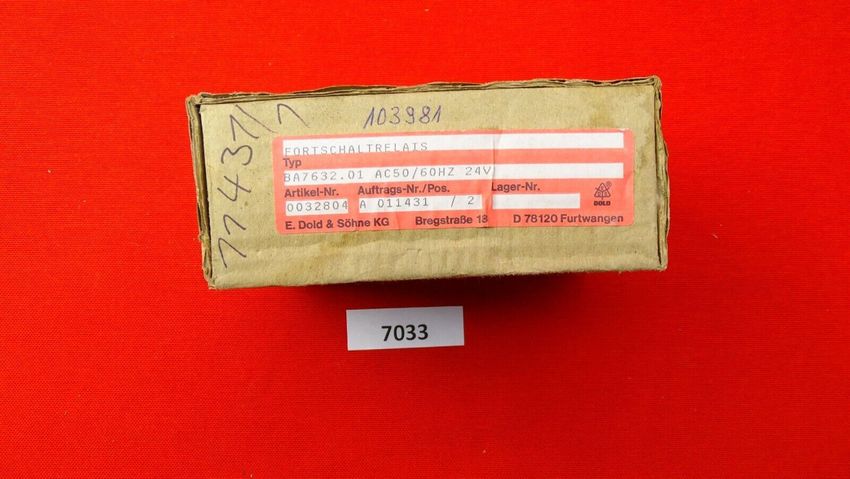 103981
77437/7
FORTSCHALTRELAIS
Typ
BA7632.01 AC50/60HZ 24V
Artikel-Nr. Auftrags-Nr./Pos. Lager-Nr.
0032804 A 011431 / 2
DOLD
E. Dold & Söhne KG Bregstraße 18 D 78120 Furtwangen
7033